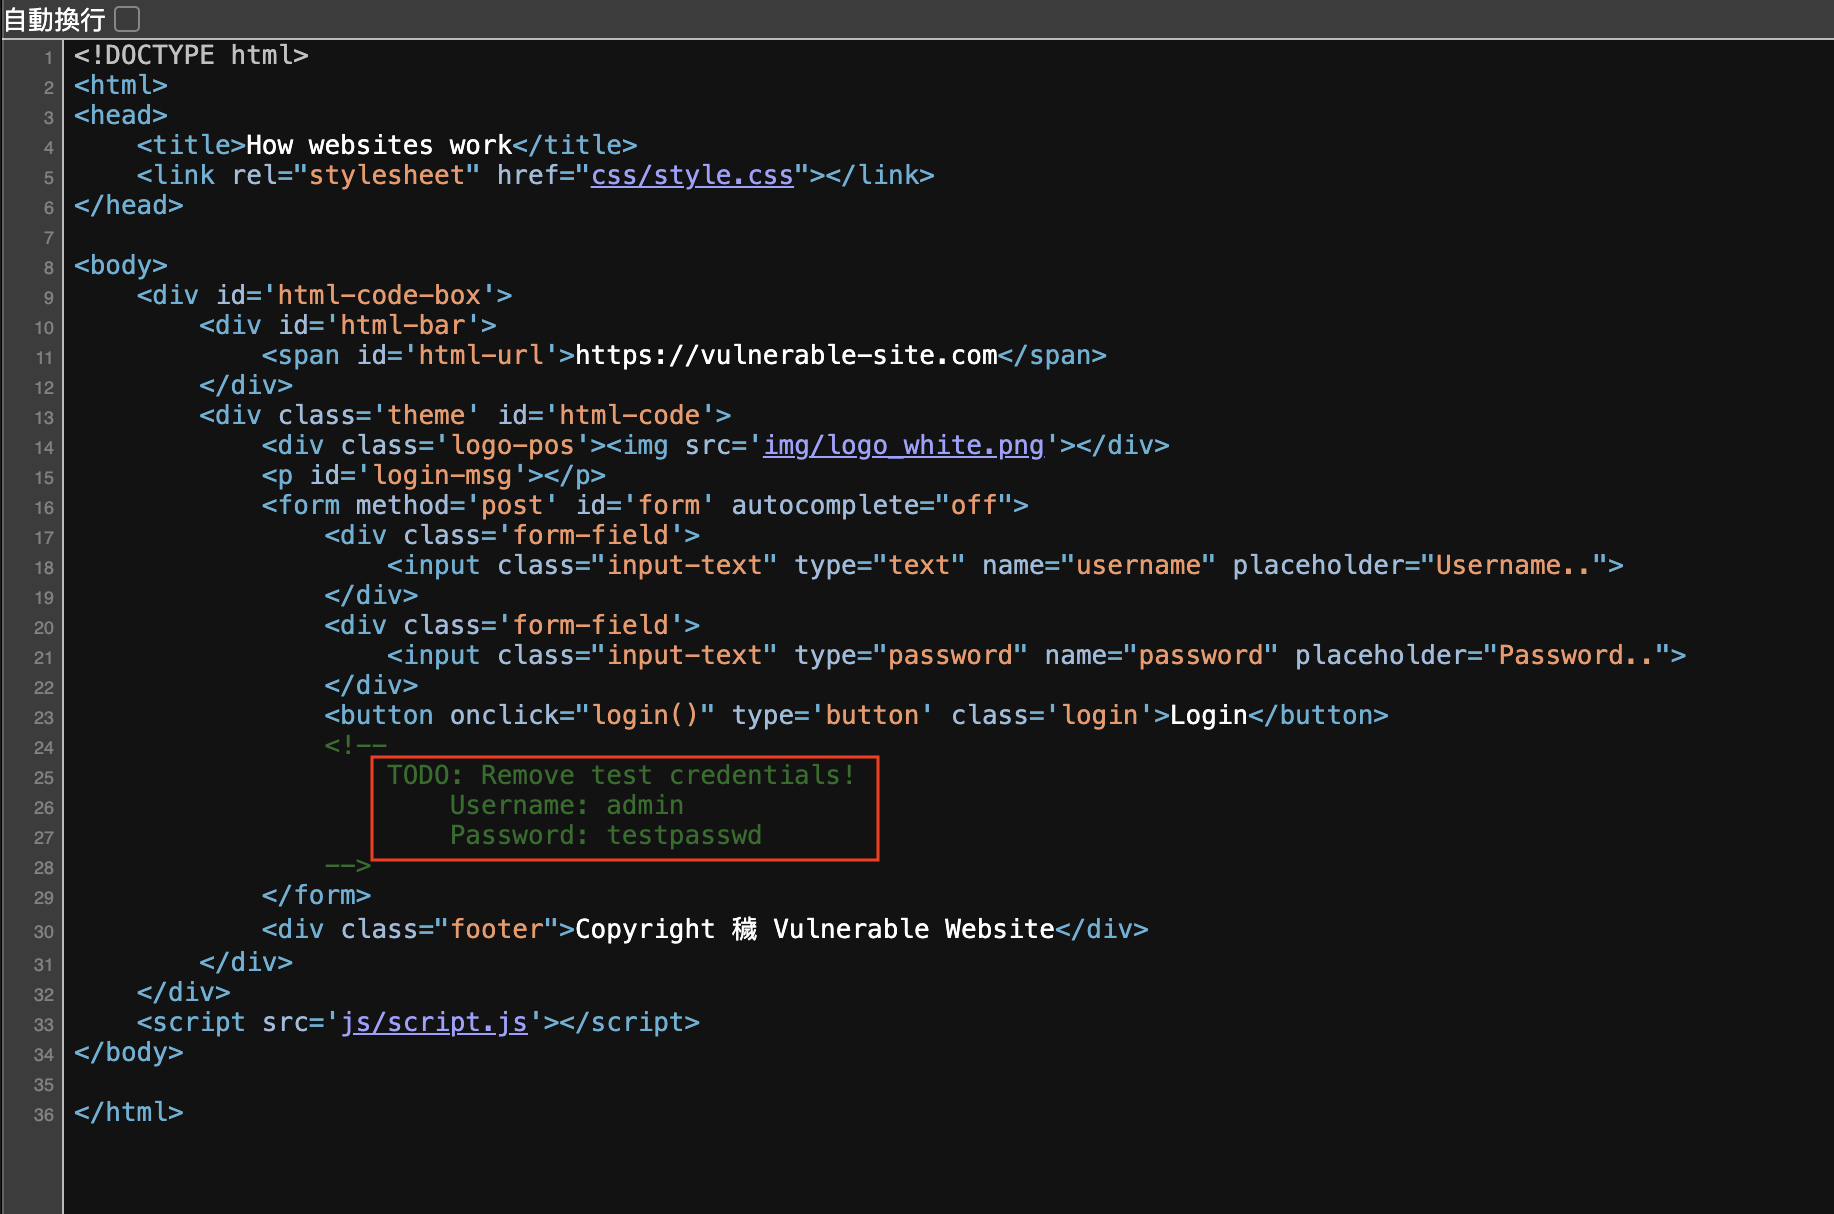 自動換行
1 <!DOCTYPE html>
2 <html>
3 <head>
4     <title>How websites work</title>
5     <link rel="stylesheet" href="css/style.css"></link>
6 </head>
7
8 <body>
9     <div id='html-code-box'>
10         <div id='html-bar'>
11             <span id='html-url'>https://vulnerable-site.com</span>
12         </div>
13         <div class='theme' id='html-code'>
14             <div class='logo-pos'><img src='img/logo_white.png'></div>
15             <p id='login-msg'></p>
16             <form method='post' id='form' autocomplete="off">
17                 <div class='form-field'>
18                     <input class="input-text" type="text" name="username" placeholder="Username..">
19                 </div>
20                 <div class='form-field'>
21                     <input class="input-text" type="password" name="password" placeholder="Password..">
22                 </div>
23                 <button onclick="login()" type='button' class='login'>Login</button>
24                 <!--
25                     TODO: Remove test credentials!
26                         Username: admin
27                         Password: testpasswd
28                 -->
29             </form>
30             <div class="footer">Copyright 穢 Vulnerable Website</div>
31         </div>
32     </div>
33     <script src='js/script.js'></script>
34 </body>
35
36 </html>